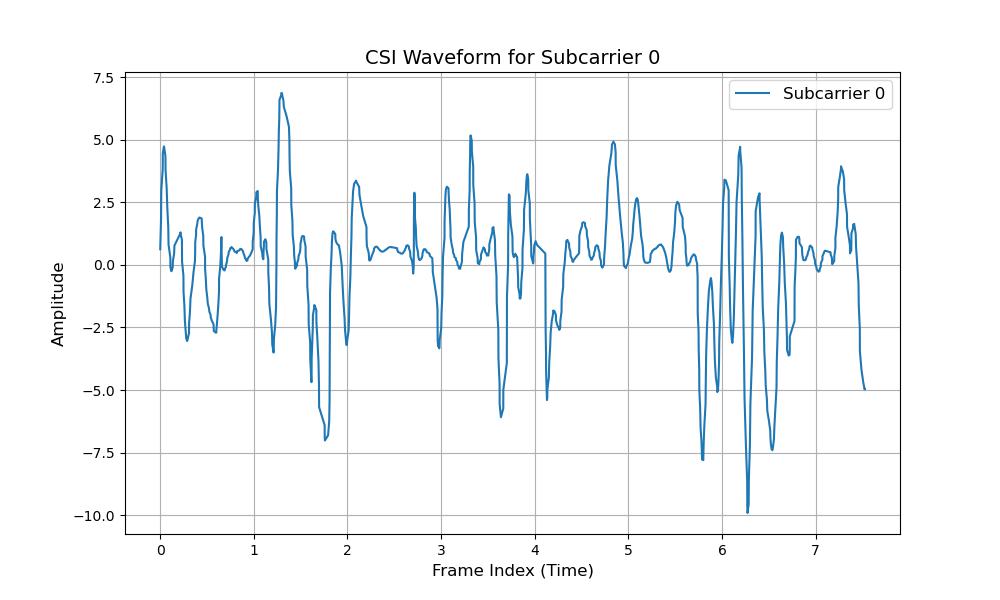 CSI Waveform for Subcarrier 0
Subcarrier 0
Amplitude
7.5
5.0
2.5
0.0
−2.5
−5.0
−7.5
−10.0
0 1 2 3 4 5 6 7
Frame Index (Time)